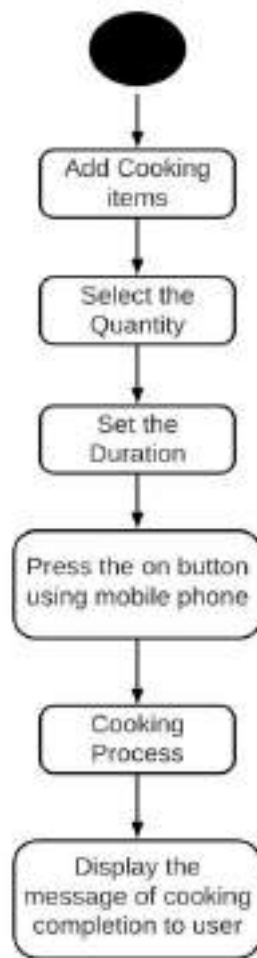 Add Cooking
items
Select the
Quantity
Set the
Duration
Press the on button
using mobile phone
Cooking
Process
Display the
message of cooking
completion to user